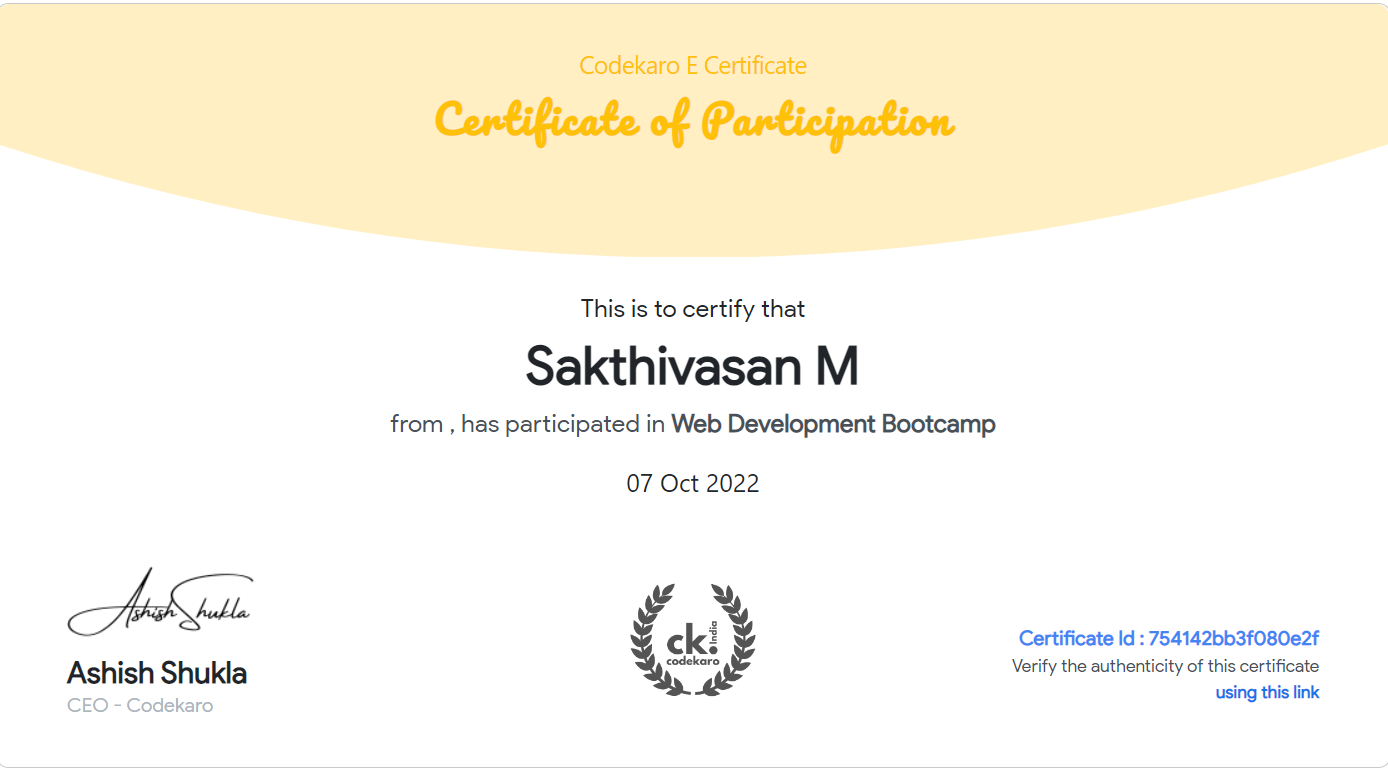 Codekaro E Certificate
Certificate of Participation
This is to certify that
Sakthivasan M
from , has participated in Web Development Bootcamp
07 Oct 2022
Ashish Shukla
Ashish Shukla
CEO - Codekaro
ck. India
codekaro
Certificate Id : 754142bb3f080e2f
Verify the authenticity of this certificate
using this link